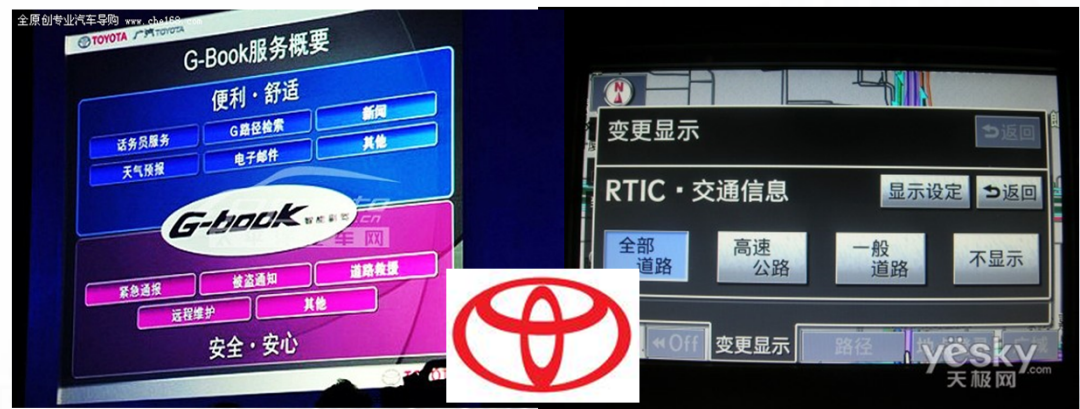 全原创专业汽车导购 www.che168.com
TOYOTA 广汽TOYOTA
G-Book服务概要
便利·舒适
话务员服务
G路径检索
新闻
天气预报
电子邮件
其他
G-book 智能副驾
紧急通报
被盗通知
道路救援
远程维护
其他
安全·安心
变更显示
返回
RTIC·交通信息
显示设定
返回
全部
道路
高速
公路
一般
道路
不显示
Off
变更显示
路径
yesky
天极网.com